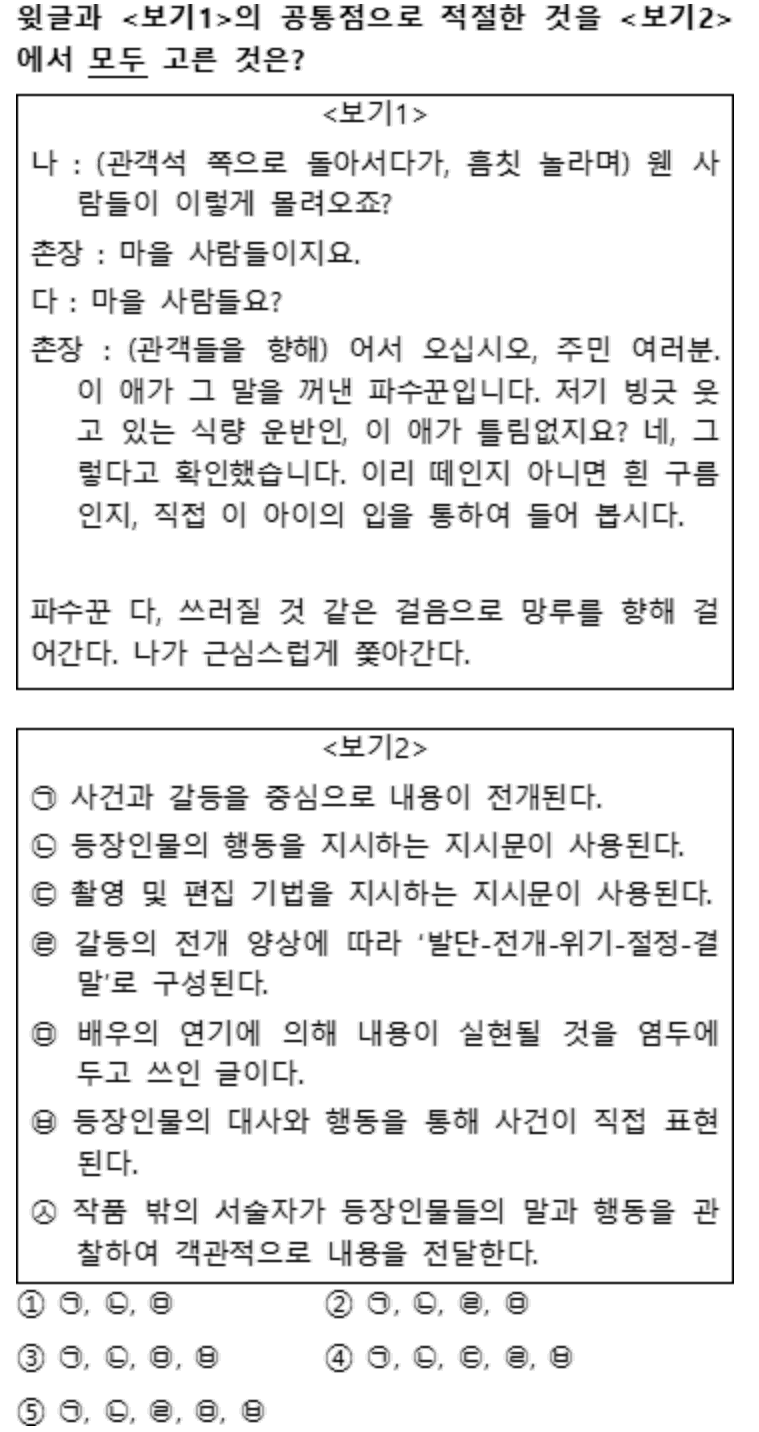 윗글과 <보기1>의 공통점으로 적절한 것을 <보기2>
에서 모두 고른 것은?
<보기1>
나 : (관객석 쪽으로 돌아서다가, 흠칫 놀라며) 웬 사
람들이 이렇게 몰려오죠?
촌장 : 마을 사람들이지요.
다 : 마을 사람들요?
촌장 : (관객들을 향해) 어서 오십시오, 주민 여러분.
이 애가 그 말을 꺼낸 파수꾼입니다. 저기 빙긋 웃
고 있는 식량 운반인, 이 애가 틀림없지요? 네, 그
렇다고 확인했습니다. 이리 떼인지 아니면 흰 구름
인지, 직접 이 아이의 입을 통하여 들어 봅시다.
파수꾼 다, 쓰러질 것 같은 걸음으로 망루를 향해 걸
어간다. 나가 근심스럽게 쫓아간다.
<보기2>
㉠ 사건과 갈등을 중심으로 내용이 전개된다.
㉡ 등장인물의 행동을 지시하는 지시문이 사용된다.
㉢ 촬영 및 편집 기법을 지시하는 지시문이 사용된다.
㉣ 갈등의 전개 양상에 따라 ‘발단-전개-위기-절정-결
말’로 구성된다.
㉤ 배우의 연기에 의해 내용이 실현될 것을 염두에
두고 쓰인 글이다.
㉥ 등장인물의 대사와 행동을 통해 사건이 직접 표현
된다.
㉦ 작품 밖의 서술자가 등장인물들의 말과 행동을 관
찰하여 객관적으로 내용을 전달한다.
① ㉠, ㉡, ㉤ ② ㉠, ㉡, ㉣, ㉤
③ ㉠, ㉡, ㉤, ㉥ ④ ㉠, ㉡, ㉢, ㉣, ㉥
⑤ ㉠, ㉡, ㉣, ㉤, ㉥